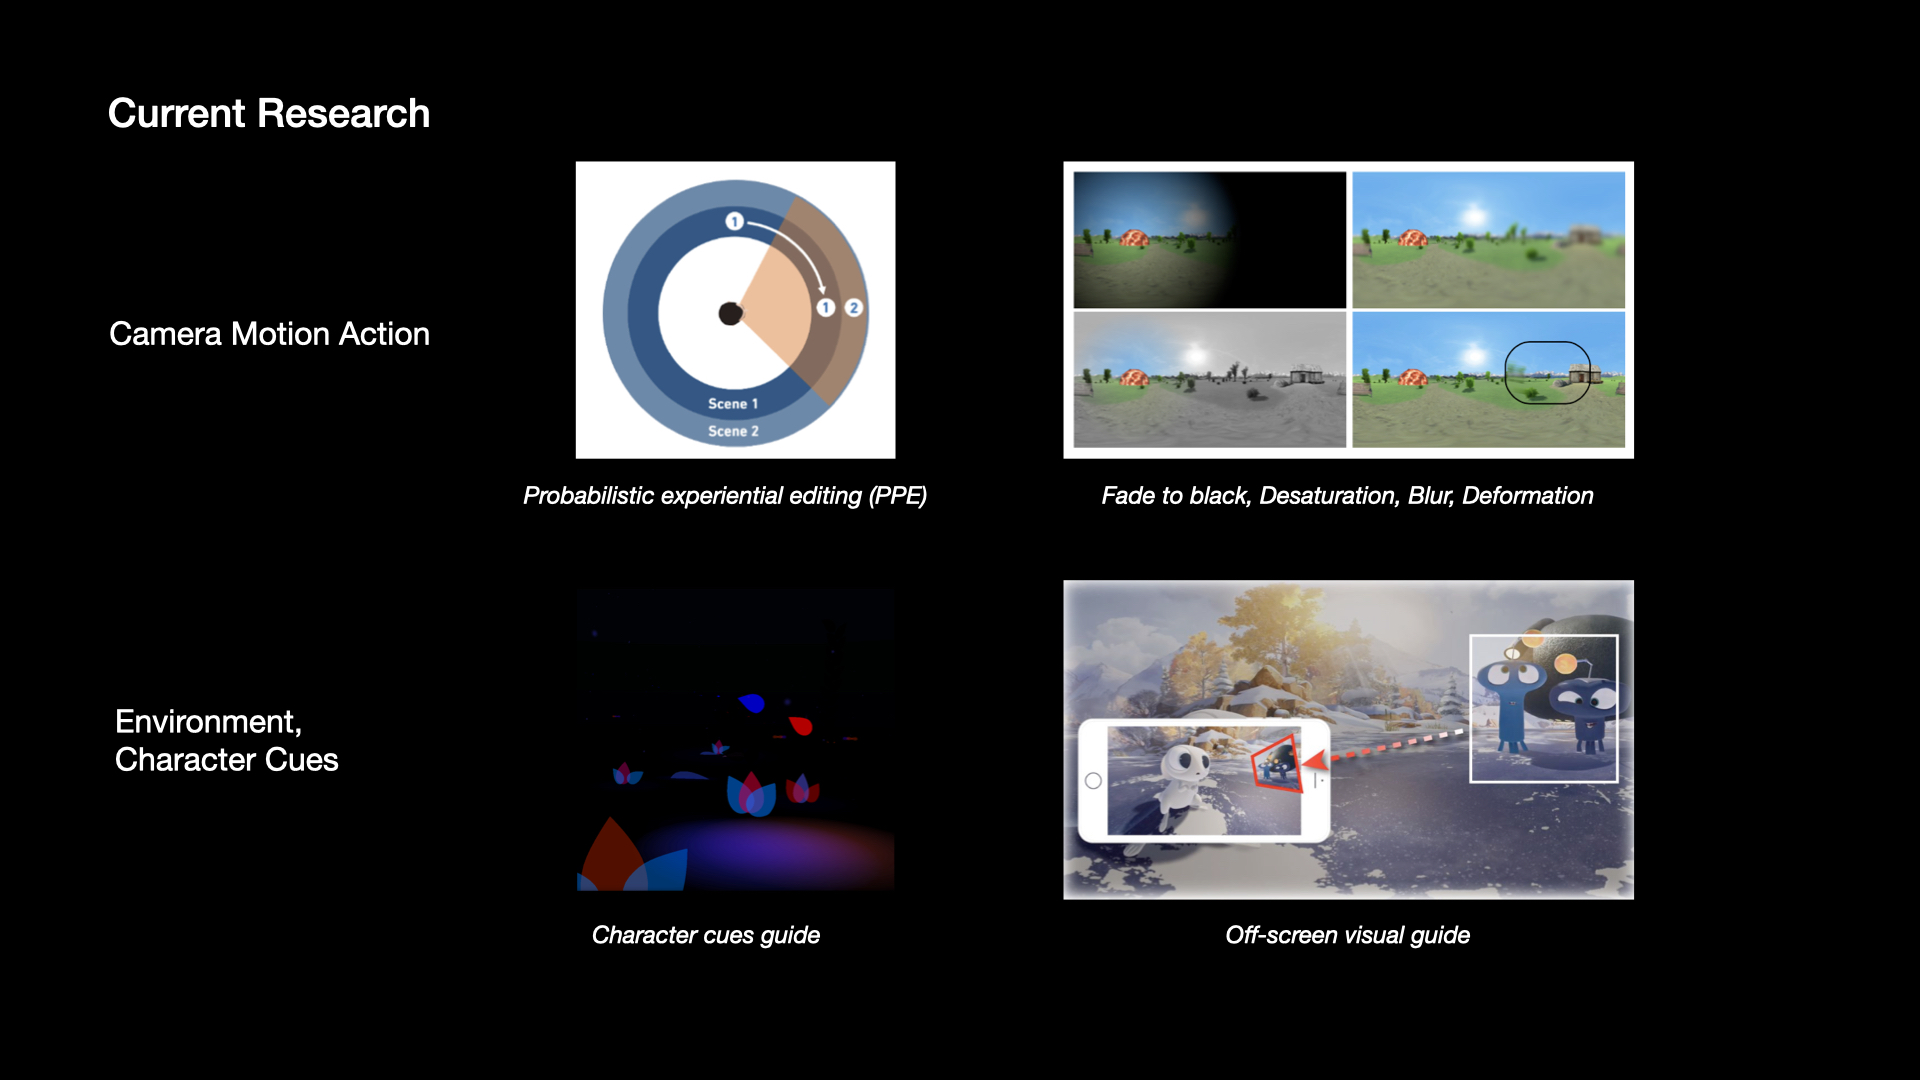 Current Research
Camera Motion Action
1
1
2
Scene 1
Scene 2
Probabilistic experiential editing (PPE)
Fade to black, Desaturation, Blur, Deformation
Environment,
Character Cues
Character cues guide
Off-screen visual guide